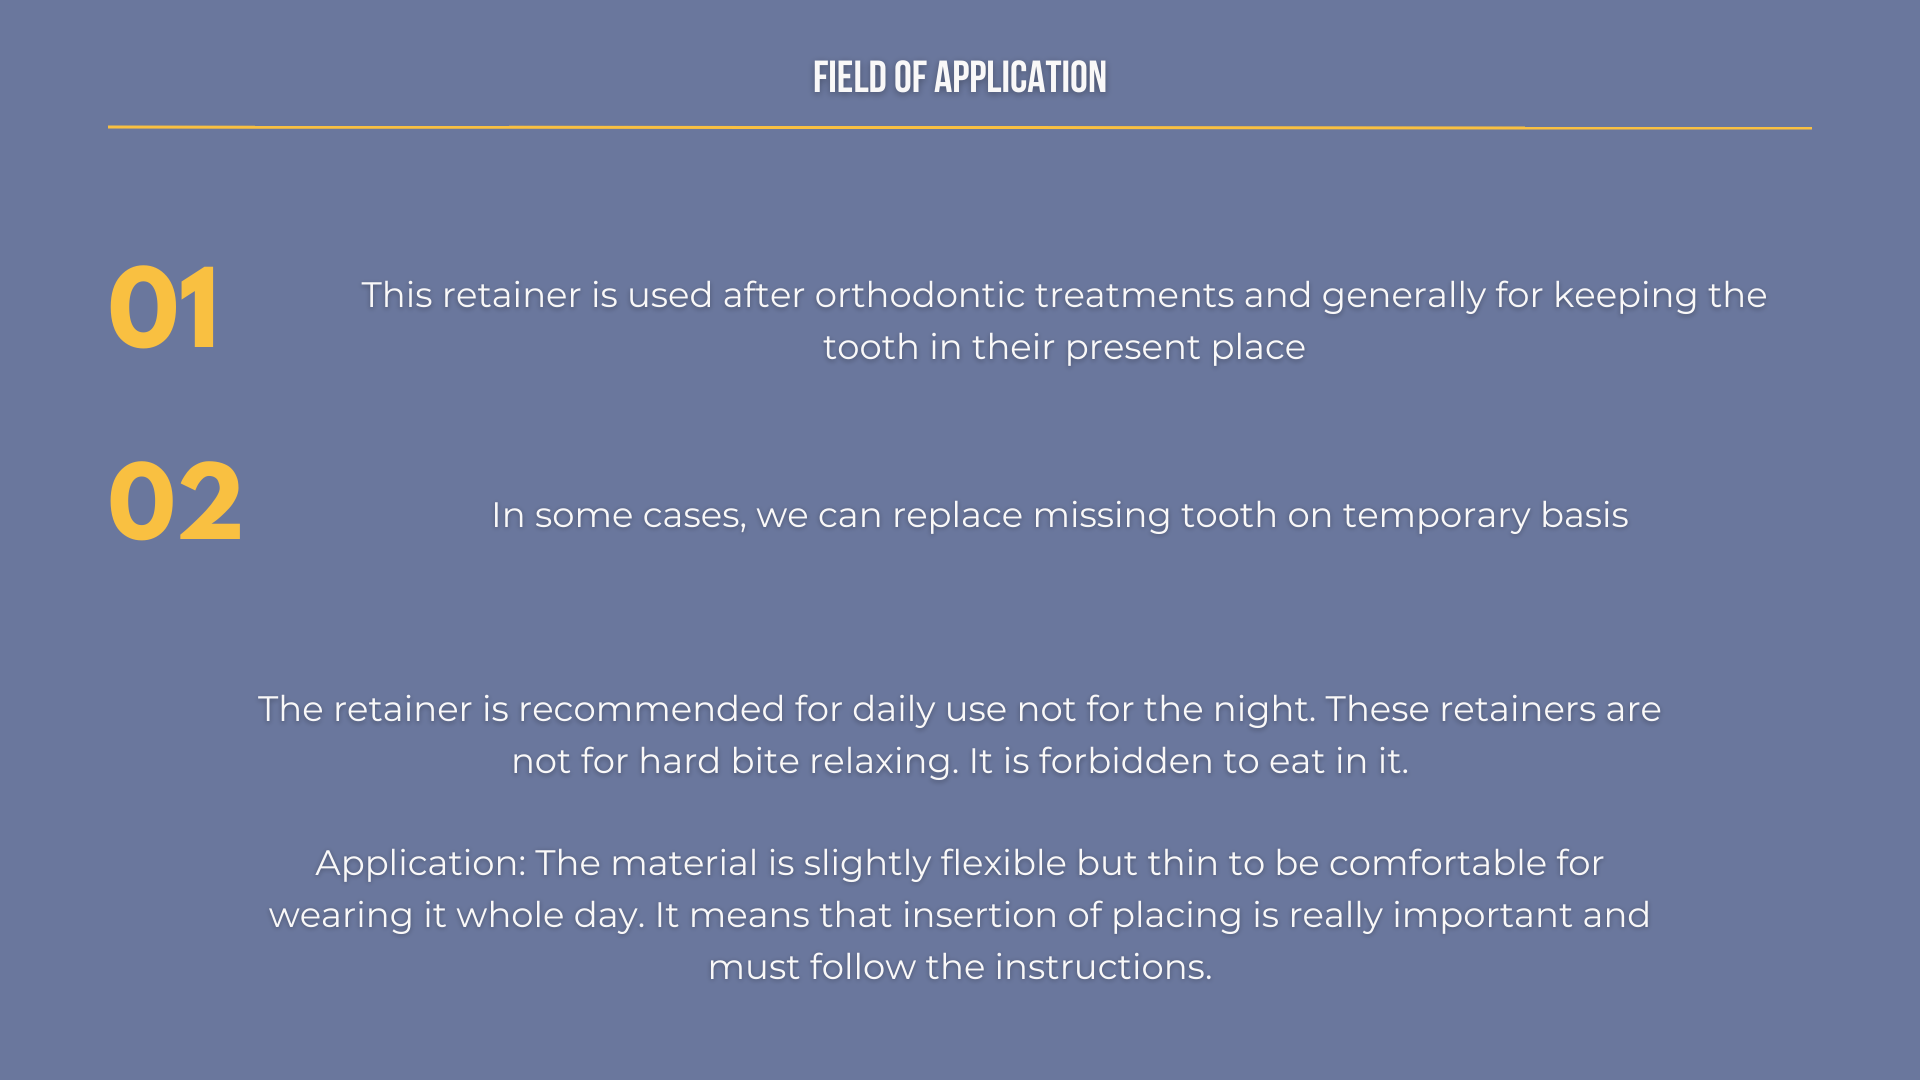 FIELD OF APPLICATION
01
This retainer is used after orthodontic treatments and generally for keeping the
tooth in their present place
02
In some cases, we can replace missing tooth on temporary basis
The retainer is recommended for daily use not for the night. These retainers are
not for hard bite relaxing. It is forbidden to eat in it.
Application: The material is slightly flexible but thin to be comfortable for
wearing it whole day. It means that insertion of placing is really important and
must follow the instructions.